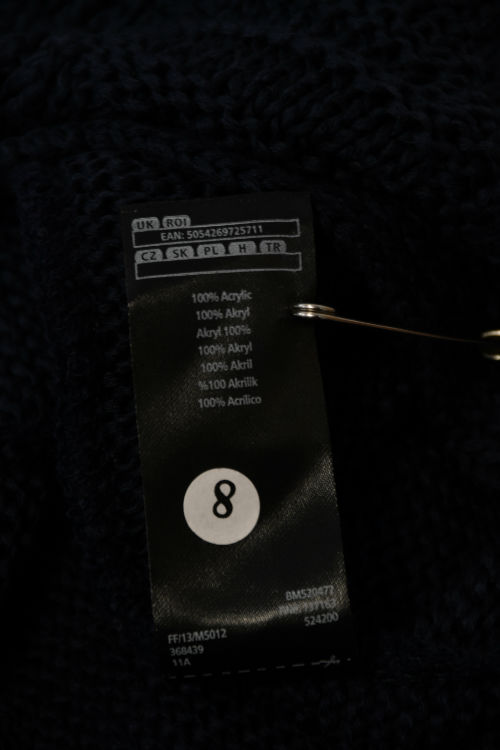 UK ROI
EAN: 5054269725711
CZ SK PL H TR
100% Acrylic
100% Akryl
Akryl 100%
100% Akryl
100% Akril
%100 Akrilik
100% Acrílico
8
BM520477
524200
FF/13/M5012
368439
11A